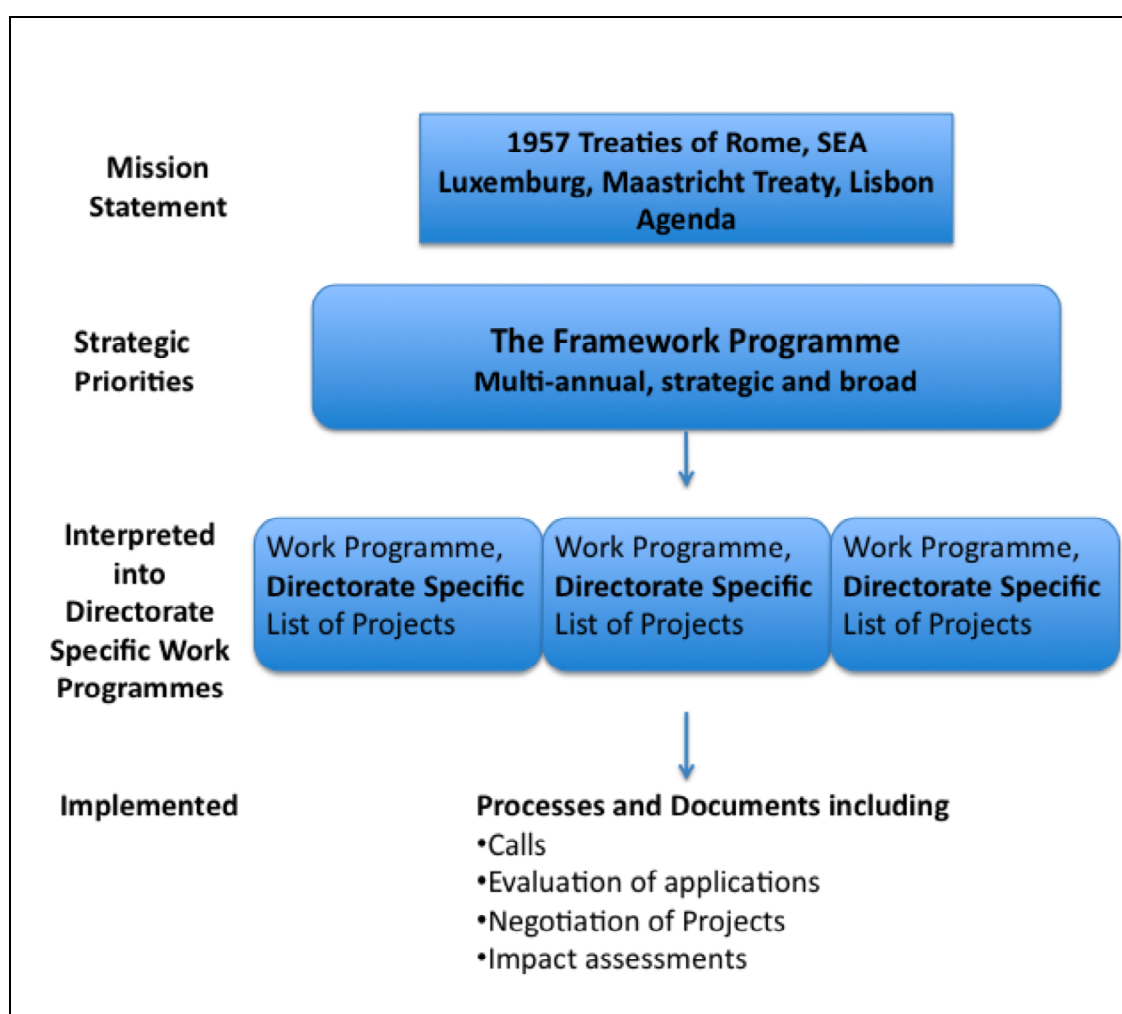 Mission
Statement
1957 Treaties of Rome, SEA
Luxemburg, Maastricht Treaty, Lisbon
Agenda
Strategic
Priorities
The Framework Programme
Multi-annual, strategic and broad
Interpreted
into
Directorate
Specific Work
Programmes
Work Programme,
Directorate Specific
List of Projects
Work Programme,
Directorate Specific
List of Projects
Work Programme,
Directorate Specific
List of Projects
Implemented
Processes and Documents including
•Calls
•Evaluation of applications
•Negotiation of Projects
•Impact assessments